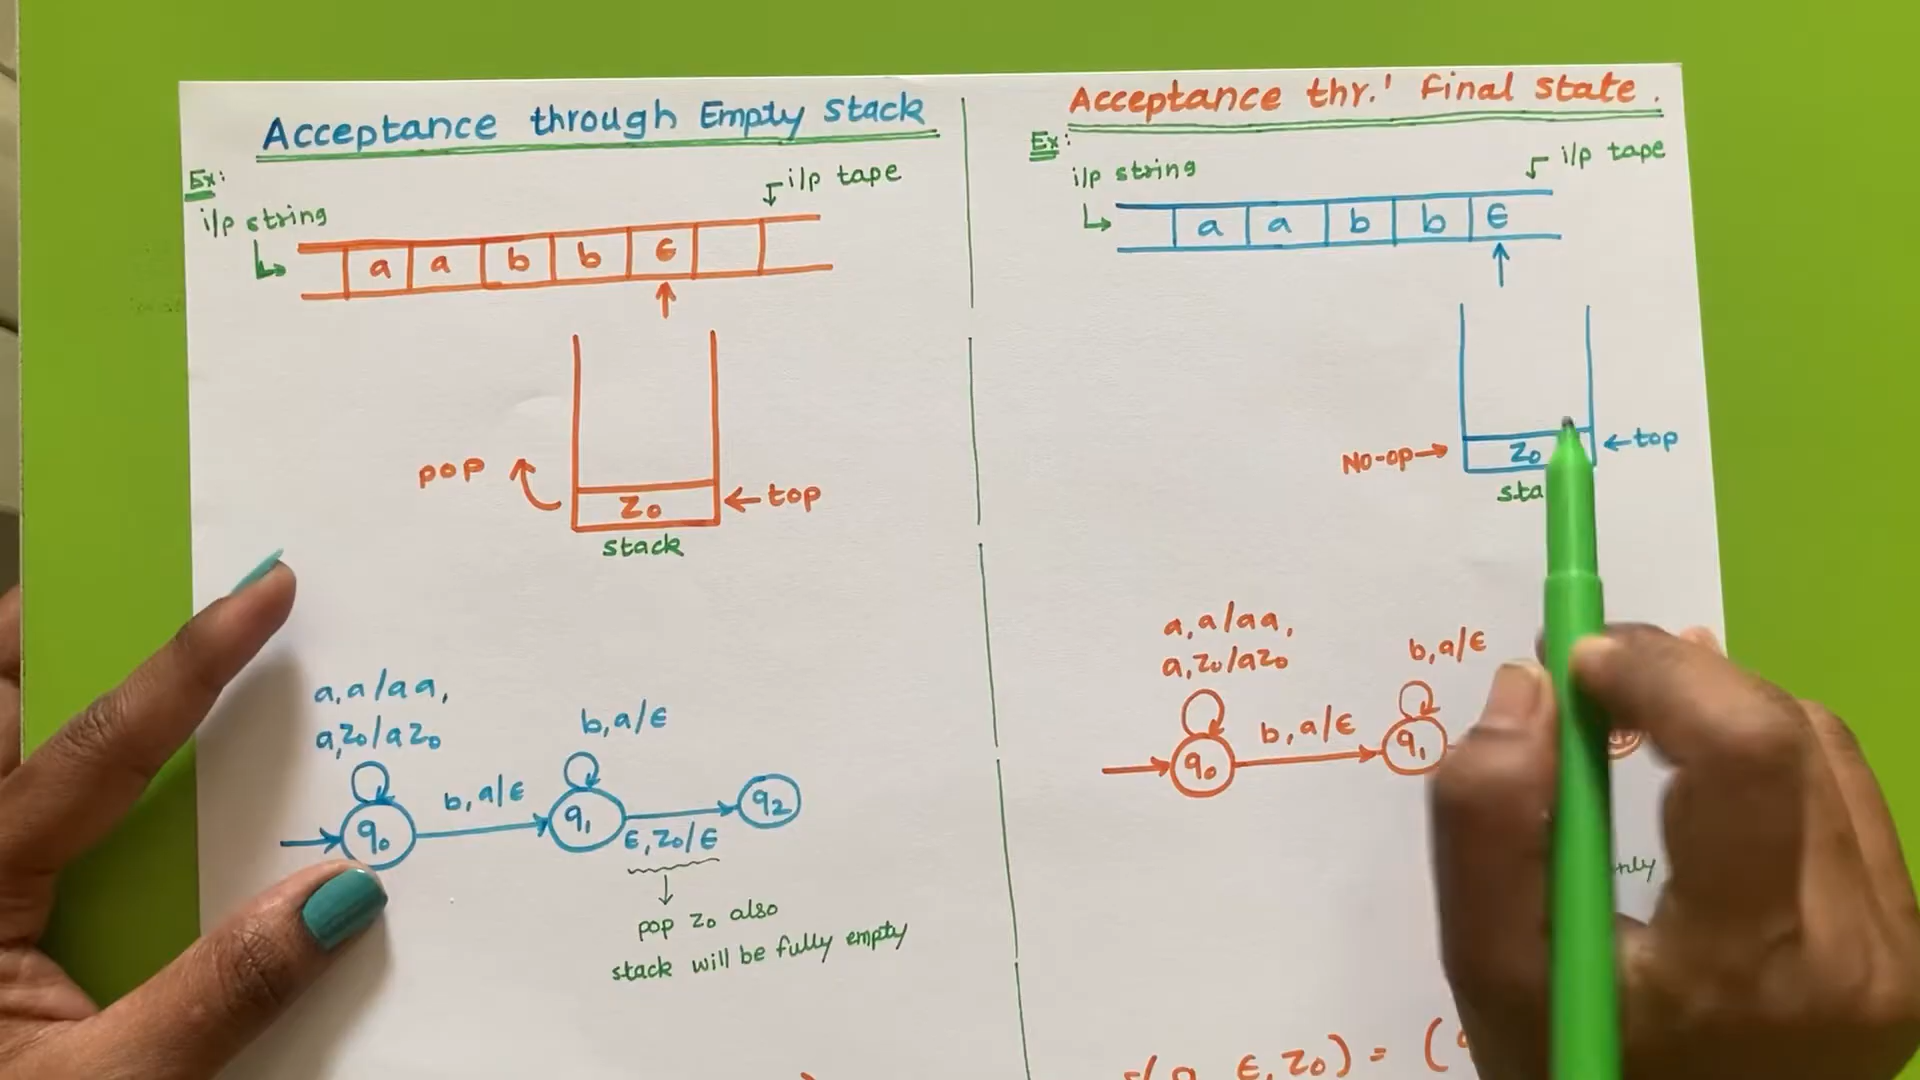 Acceptance through Empty Stack
Ex:
i/p string
i/p tape
a a b b ϵ
pop
Z0
←top
stack
a, a/aa,
a,Z0/aZ0
b, a/ϵ
b, a/ϵ
q0
q1
q2
ϵ, Z0/ϵ
pop Z0 also
stack will be fully empty
Acceptance thr.' Final State.
Ex:
i/p string
i/p tape
a a b b ϵ
No-op→
Z0
←top
a, a/aa,
a, Z0/aZ0
b, a/ϵ
b, a/ϵ
q0
q1
ϵ, Z0) = (